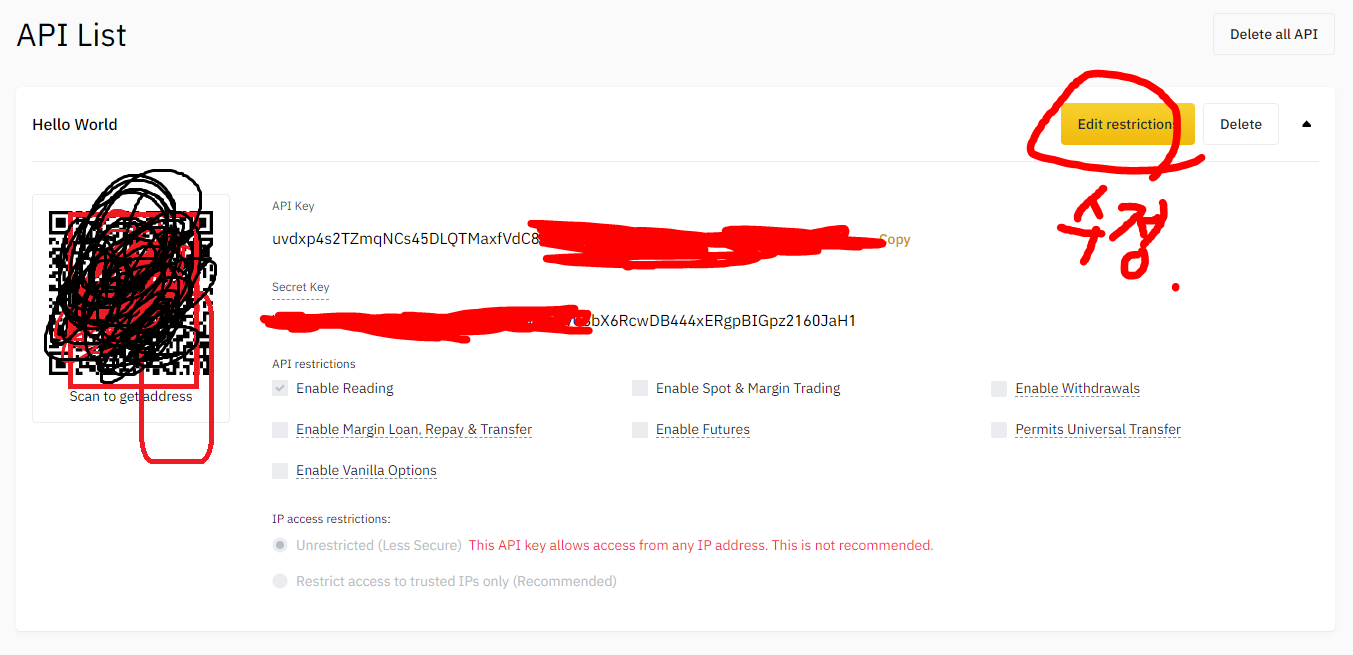 API List
Delete all API
Hello World
Edit restrictions
Delete
수정.
API Key
uvdxp4s2TZmqNCs45DLQTMaxfVdC8
Copy
Secret Key
bX6RcwDB444xERgpBIGpz2160JaH1
Scan to get address
API restrictions
Enable Reading
Enable Spot & Margin Trading
Enable Withdrawals
Enable Margin Loan, Repay & Transfer
Enable Futures
Permits Universal Transfer
Enable Vanilla Options
IP access restrictions:
Unrestricted (Less Secure) This API key allows access from any IP address. This is not recommended.
Restrict access to trusted IPs only (Recommended)